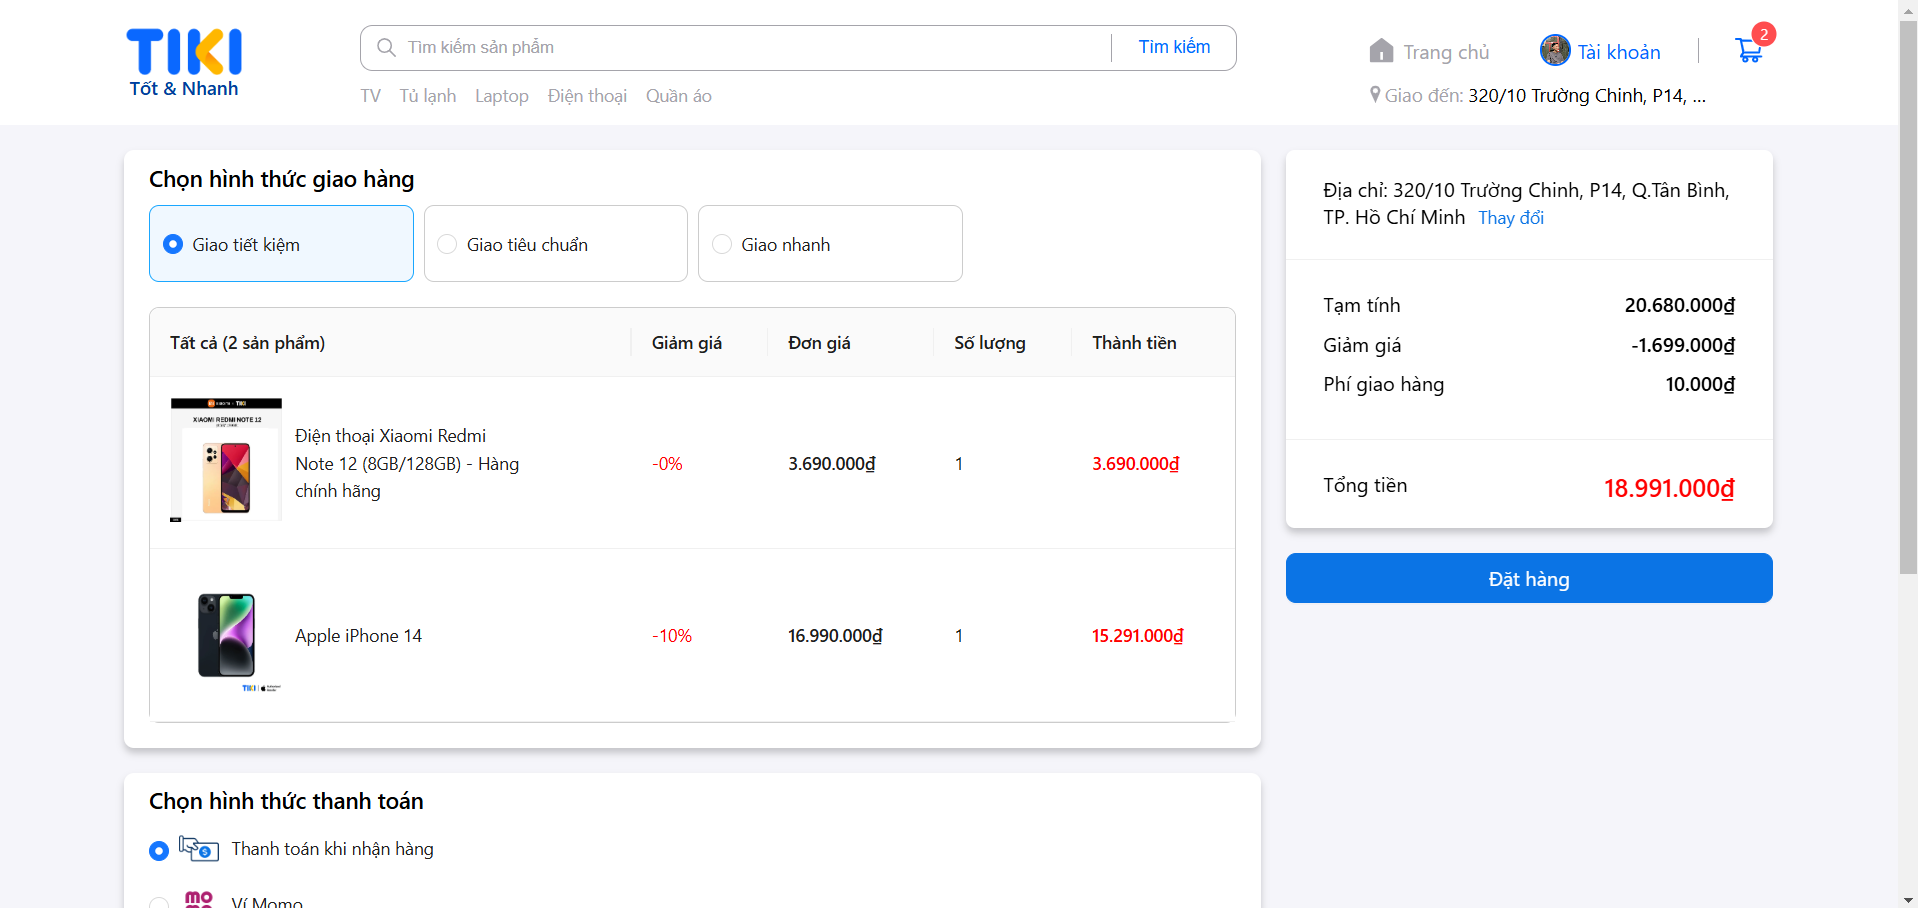 TIKI
Tốt & Nhanh
Tìm kiếm sản phẩm
Tìm kiếm
TV Tủ lạnh Laptop Điện thoại Quần áo
Trang chủ
Tài khoản
2
Giao đến: 320/10 Trường Chinh, P14, ...
Chọn hình thức giao hàng
Giao tiết kiệm
Giao tiêu chuẩn
Giao nhanh
Tất cả (2 sản phẩm) Giảm giá Đơn giá Số lượng Thành tiền
XIAOMI REDMI NOTE 12
Điện thoại Xiaomi Redmi
Note 12 (8GB/128GB) - Hàng
chính hãng
-0% 3.690.000₫ 1 3.690.000₫
TIKI
Apple iPhone 14 -10% 16.990.000₫ 1 15.291.000₫
Chọn hình thức thanh toán
Thanh toán khi nhận hàng
mo
Ví Momo
Địa chỉ: 320/10 Trường Chinh, P14, Q.Tân Bình,
TP. Hồ Chí Minh Thay đổi
Tạm tính 20.680.000₫
Giảm giá -1.699.000₫
Phí giao hàng 10.000₫
Tổng tiền 18.991.000₫
Đặt hàng